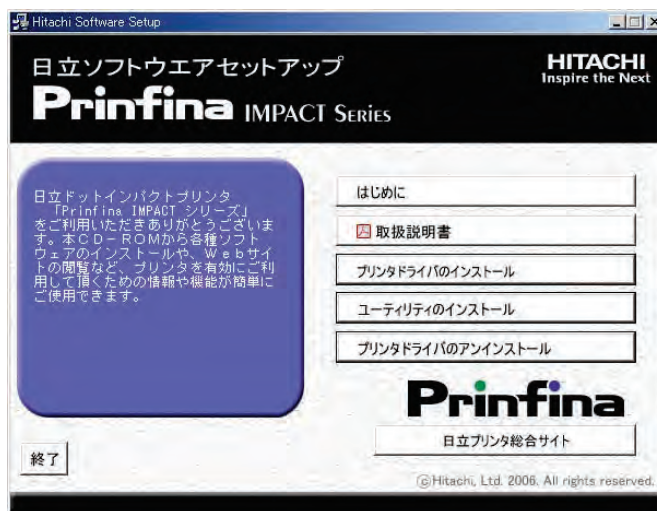 Hitachi Software Setup
日立ソフトウエアセットアップ
HITACHI
Inspire the Next
Prinfina IMPACT SERIES
日立ドットインパクトプリンタ
「Prinfina IMPACT シリーズ」
をご利用いただきありがとうございま
す。本CD－ROMから各種ソフト
ウェアのインストールや、Webサイ
トの閲覧など、プリンタを有効にご利
用して頂くための情報や機能が簡単に
ご使用できます。
はじめに
取扱説明書
プリンタドライバのインストール
ユーティリティのインストール
プリンタドライバのアンインストール
Prinfina
日立プリンタ総合サイト
終了
©Hitachi, Ltd. 2006. All rights reserved.